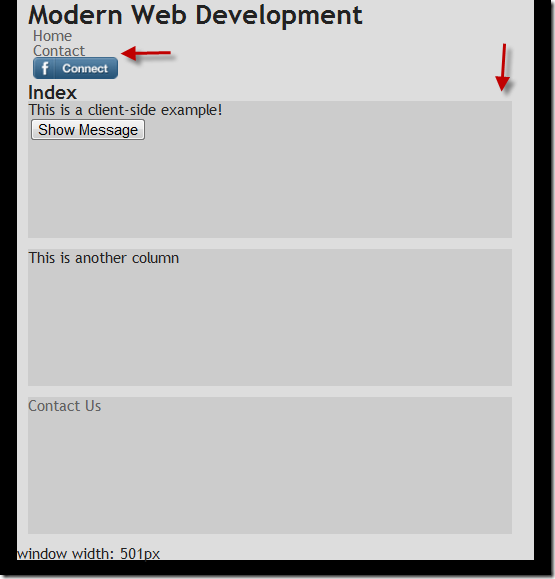 Modern Web Development
Home
Contact
f Connect
Index
This is a client-side example!
Show Message
This is another column
Contact Us
window width: 501px